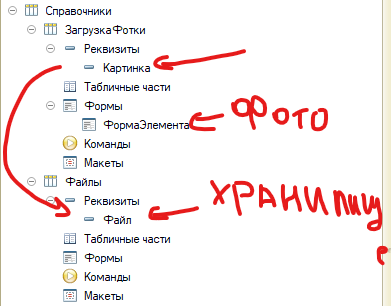 Справочники
ЗагрузкаФотки
Реквизиты
Картинка
Табличные части
Формы
ФормаЭлемента
ФОТО
Команды
Макеты
Файлы
Реквизиты
Файл
Табличные части
Формы
Команды
Макеты